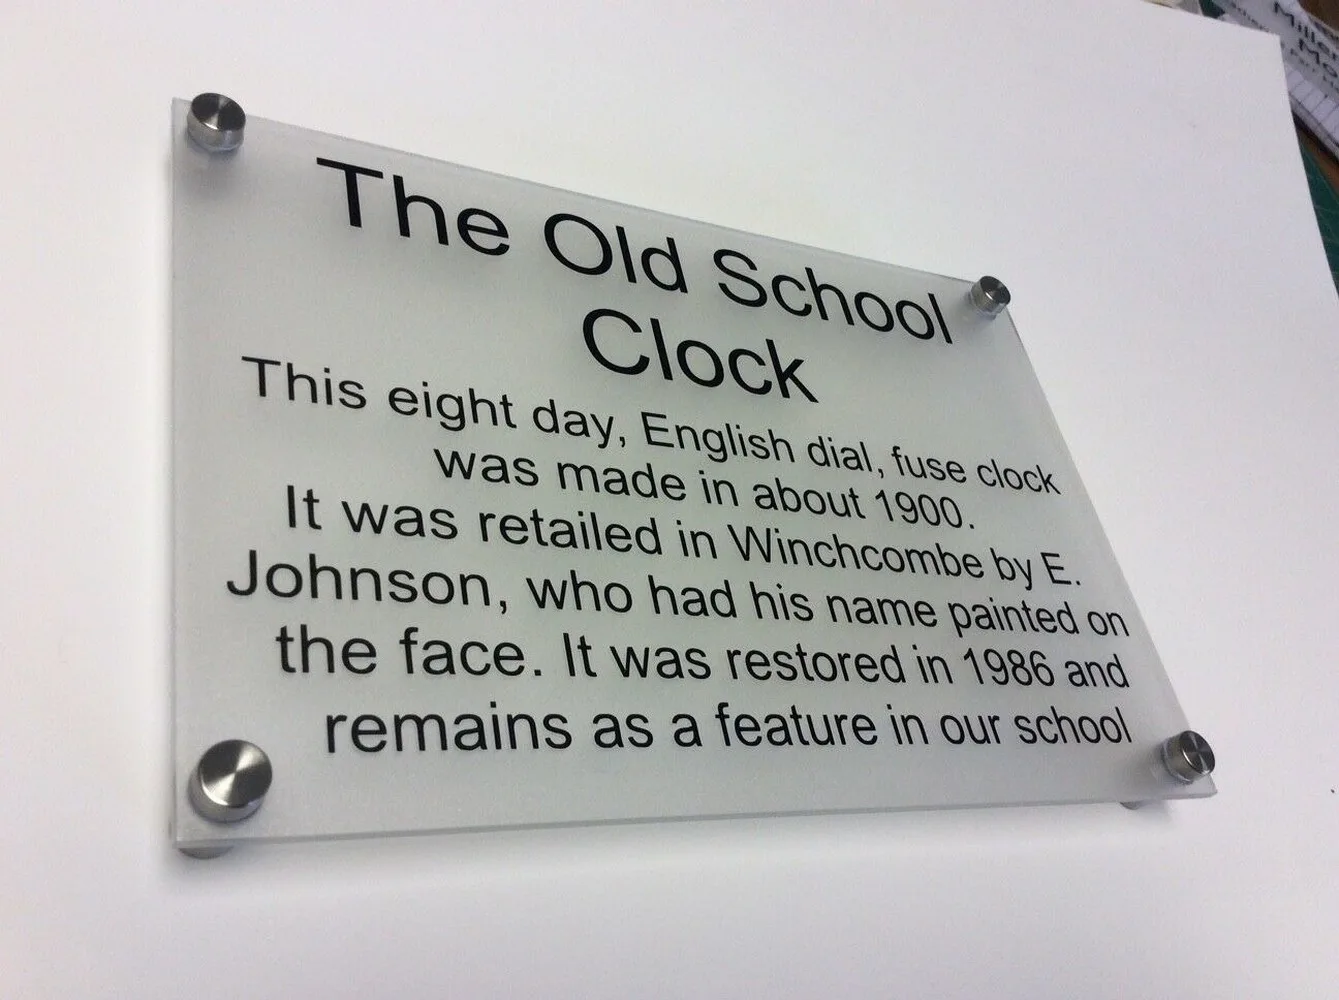 The Old School
Clock
This eight day, English dial, fuse clock
was made in about 1900.
It was retailed in Winchcombe by E.
Johnson, who had his name painted on
the face. It was restored in 1986 and
remains as a feature in our school